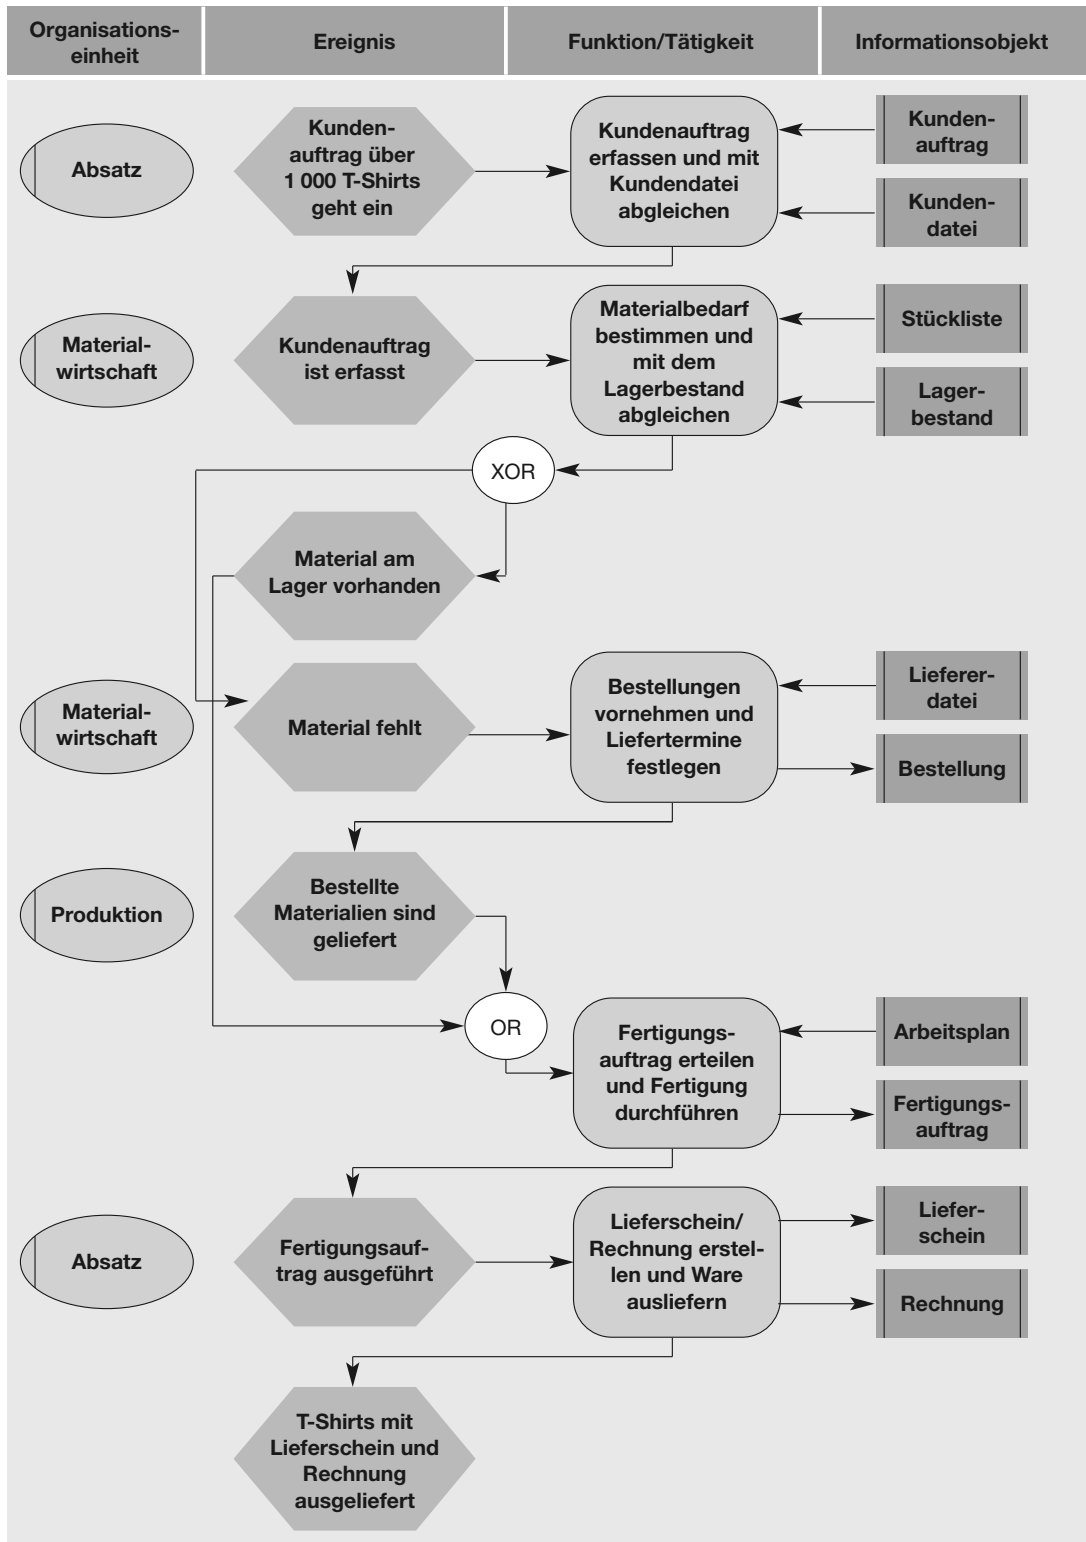 Organisations-
einheit
Ereignis
Funktion/Tätigkeit
Informationsobjekt
Absatz
Kunden-
auftrag über
1 000 T-Shirts
geht ein
Kundenauftrag
erfassen und mit
Kundendatei
abgleichen
Kunden-
auftrag
Kunden-
datei
Material-
wirtschaft
Kundenauftrag
ist erfasst
Materialbedarf
bestimmen und
mit dem
Lagerbestand
abgleichen
Stückliste
Lager-
bestand
XOR
Material am
Lager vorhanden
Material-
wirtschaft
Material fehlt
Bestellungen
vornehmen und
Liefertermine
festlegen
Lieferer-
datei
Bestellung
Produktion
Bestellte
Materialien sind
geliefert
OR
Fertigungs-
auftrag erteilen
und Fertigung
durchführen
Arbeitsplan
Fertigungs-
auftrag
Absatz
Fertigungsauf-
trag ausgeführt
Lieferschein/
Rechnung erstel-
len und Ware
ausliefern
Liefer-
schein
Rechnung
T-Shirts mit
Lieferschein und
Rechnung
ausgeliefert